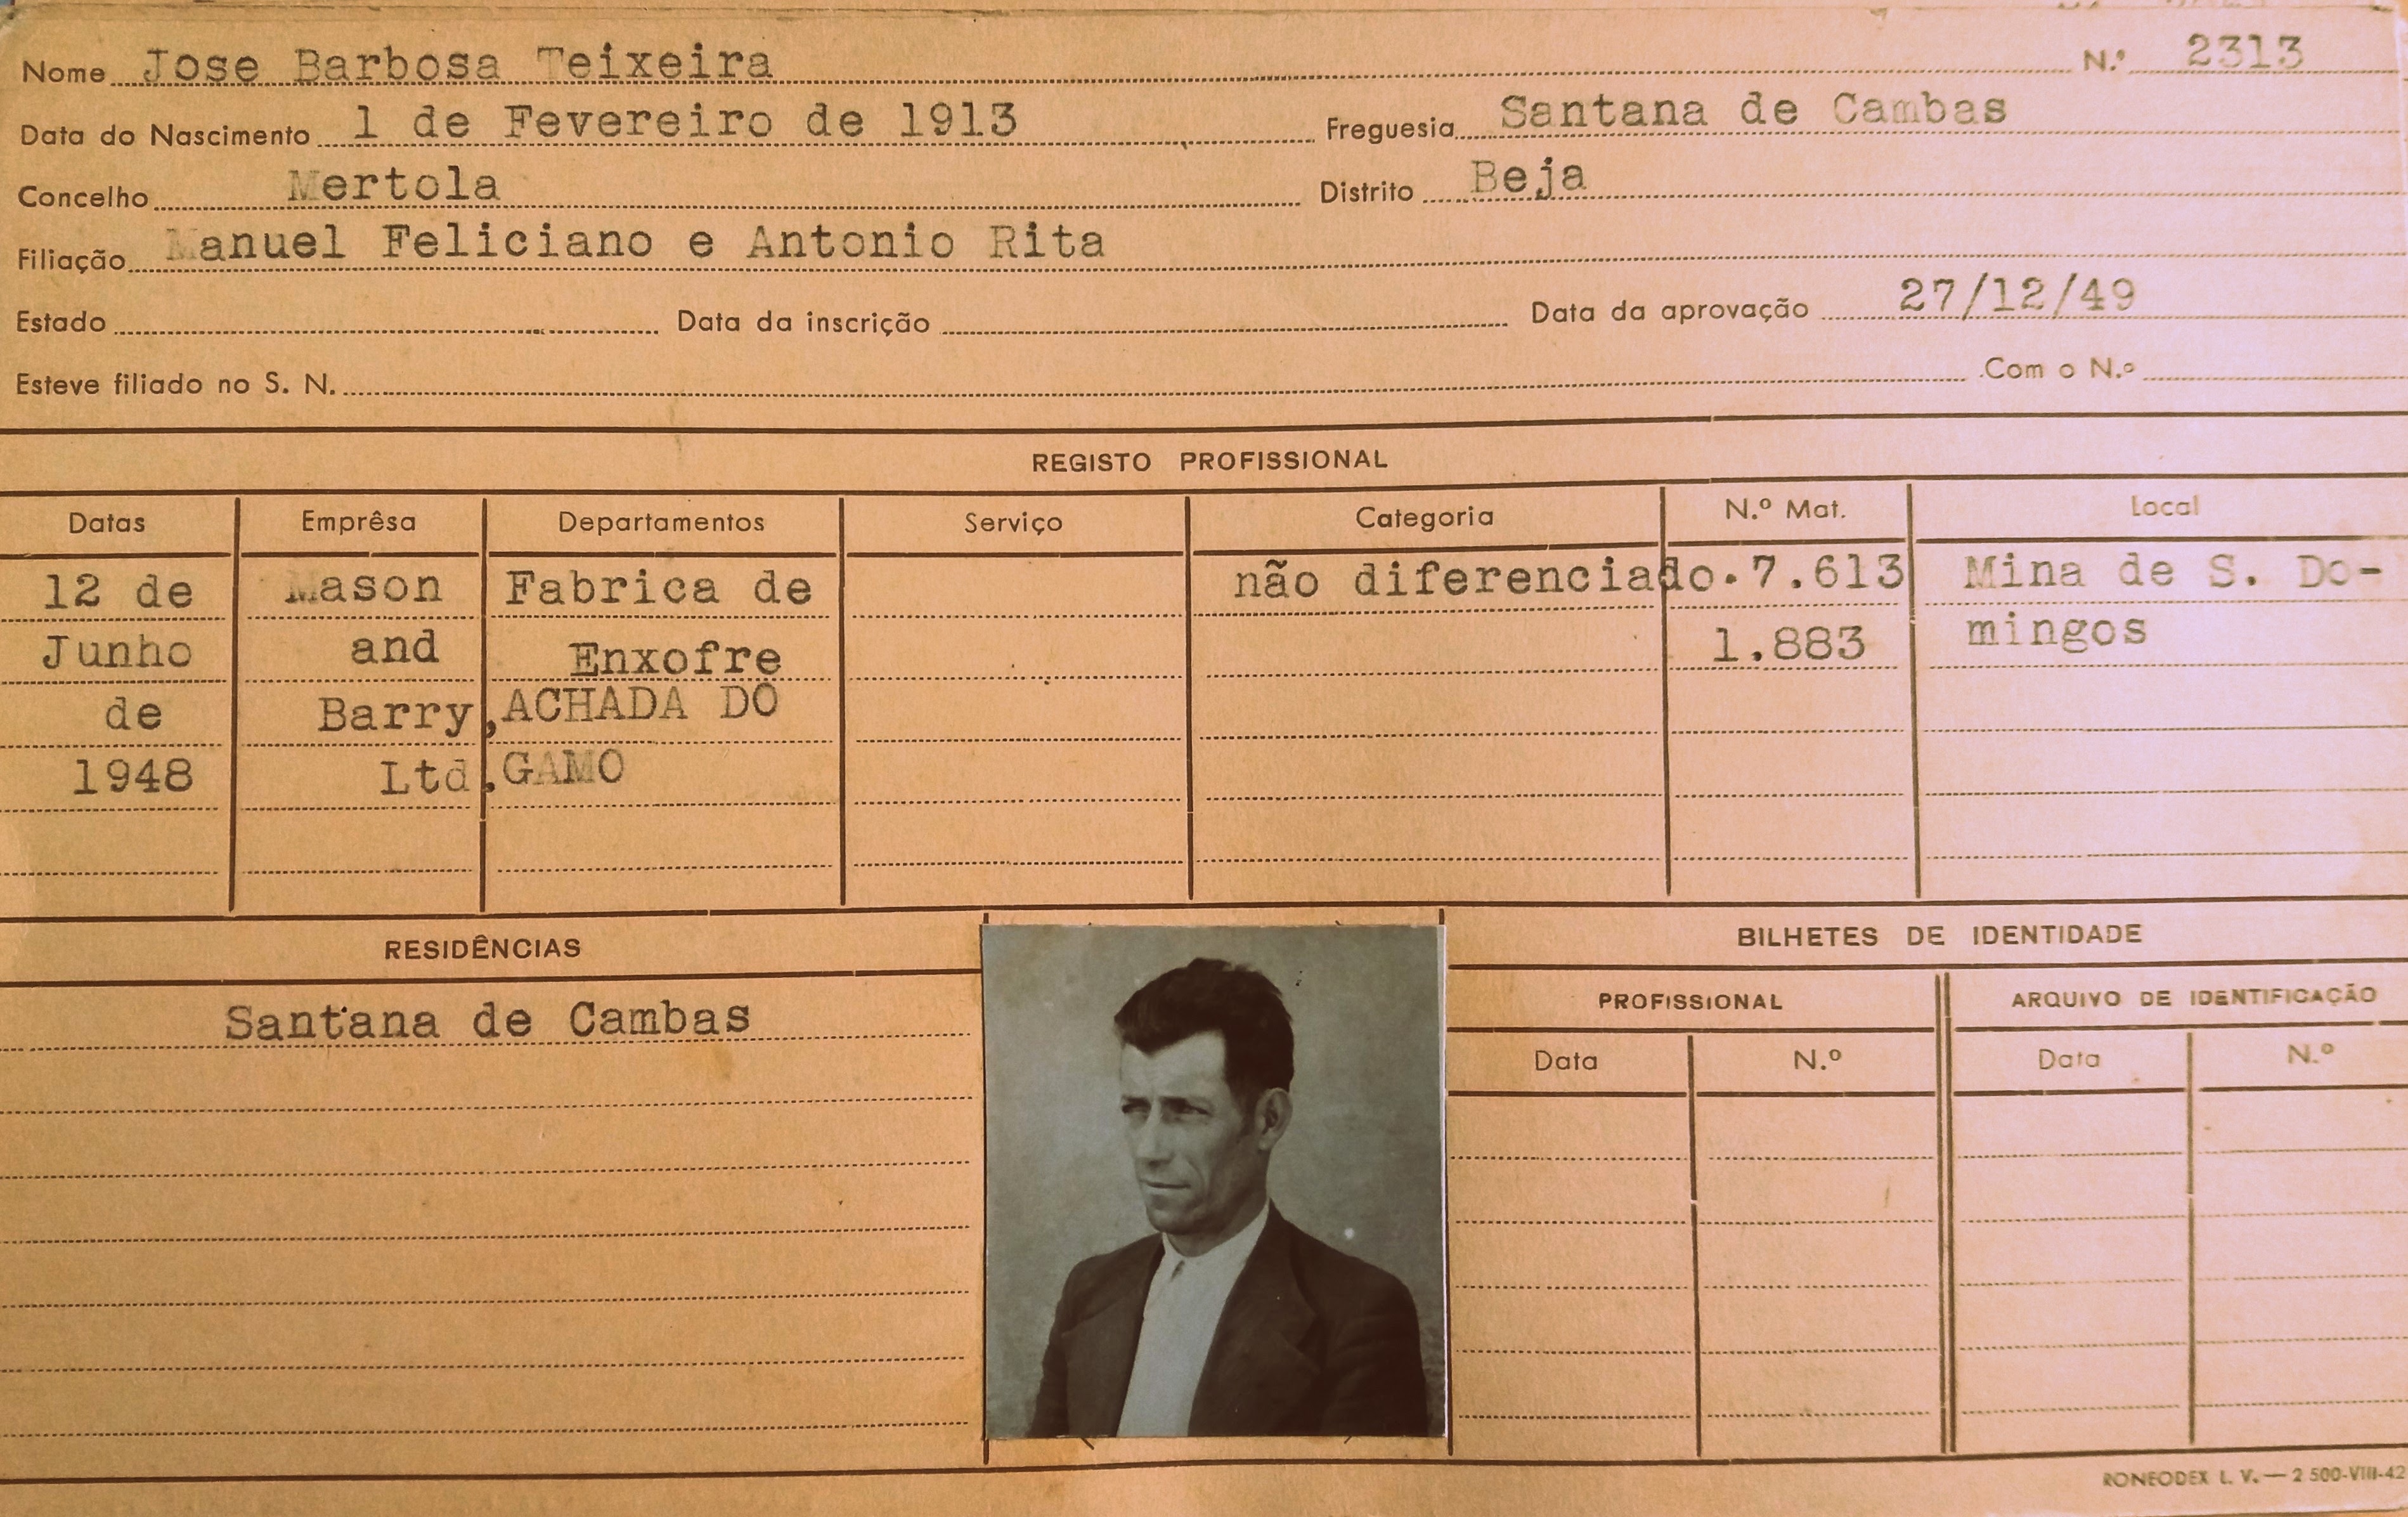 Nome Jose Barbosa Teixeira N.º 2313
Data do Nascimento 1 de Fevereiro de 1913 Freguesia Santana de Cambas
Concelho Mertola Distrito Beja
Filiação Manuel Feliciano e Antonio Rita
Estado Data da inscrição Data da aprovação 27/12/49
Esteve filiado no S. N. Com o N.º
REGISTO PROFISSIONAL
Datas Emprêsa Departamentos Serviço Categoria N.º Mat. Local
12 de Mason Fabrica de não diferenciado.7.613 Mina de S. Do-
Junho and Enxofre 1.883 mingos
de Barry, ACHADA DO
1948 Ltd. GAMO
RESIDÊNCIAS
Santana de Cambas
BILHETES DE IDENTIDADE
PROFISSIONAL ARQUIVO DE IDENTIFICAÇÃO
Data N.º Data N.º
RONEODEX L. V. — 2 500-VIII-42